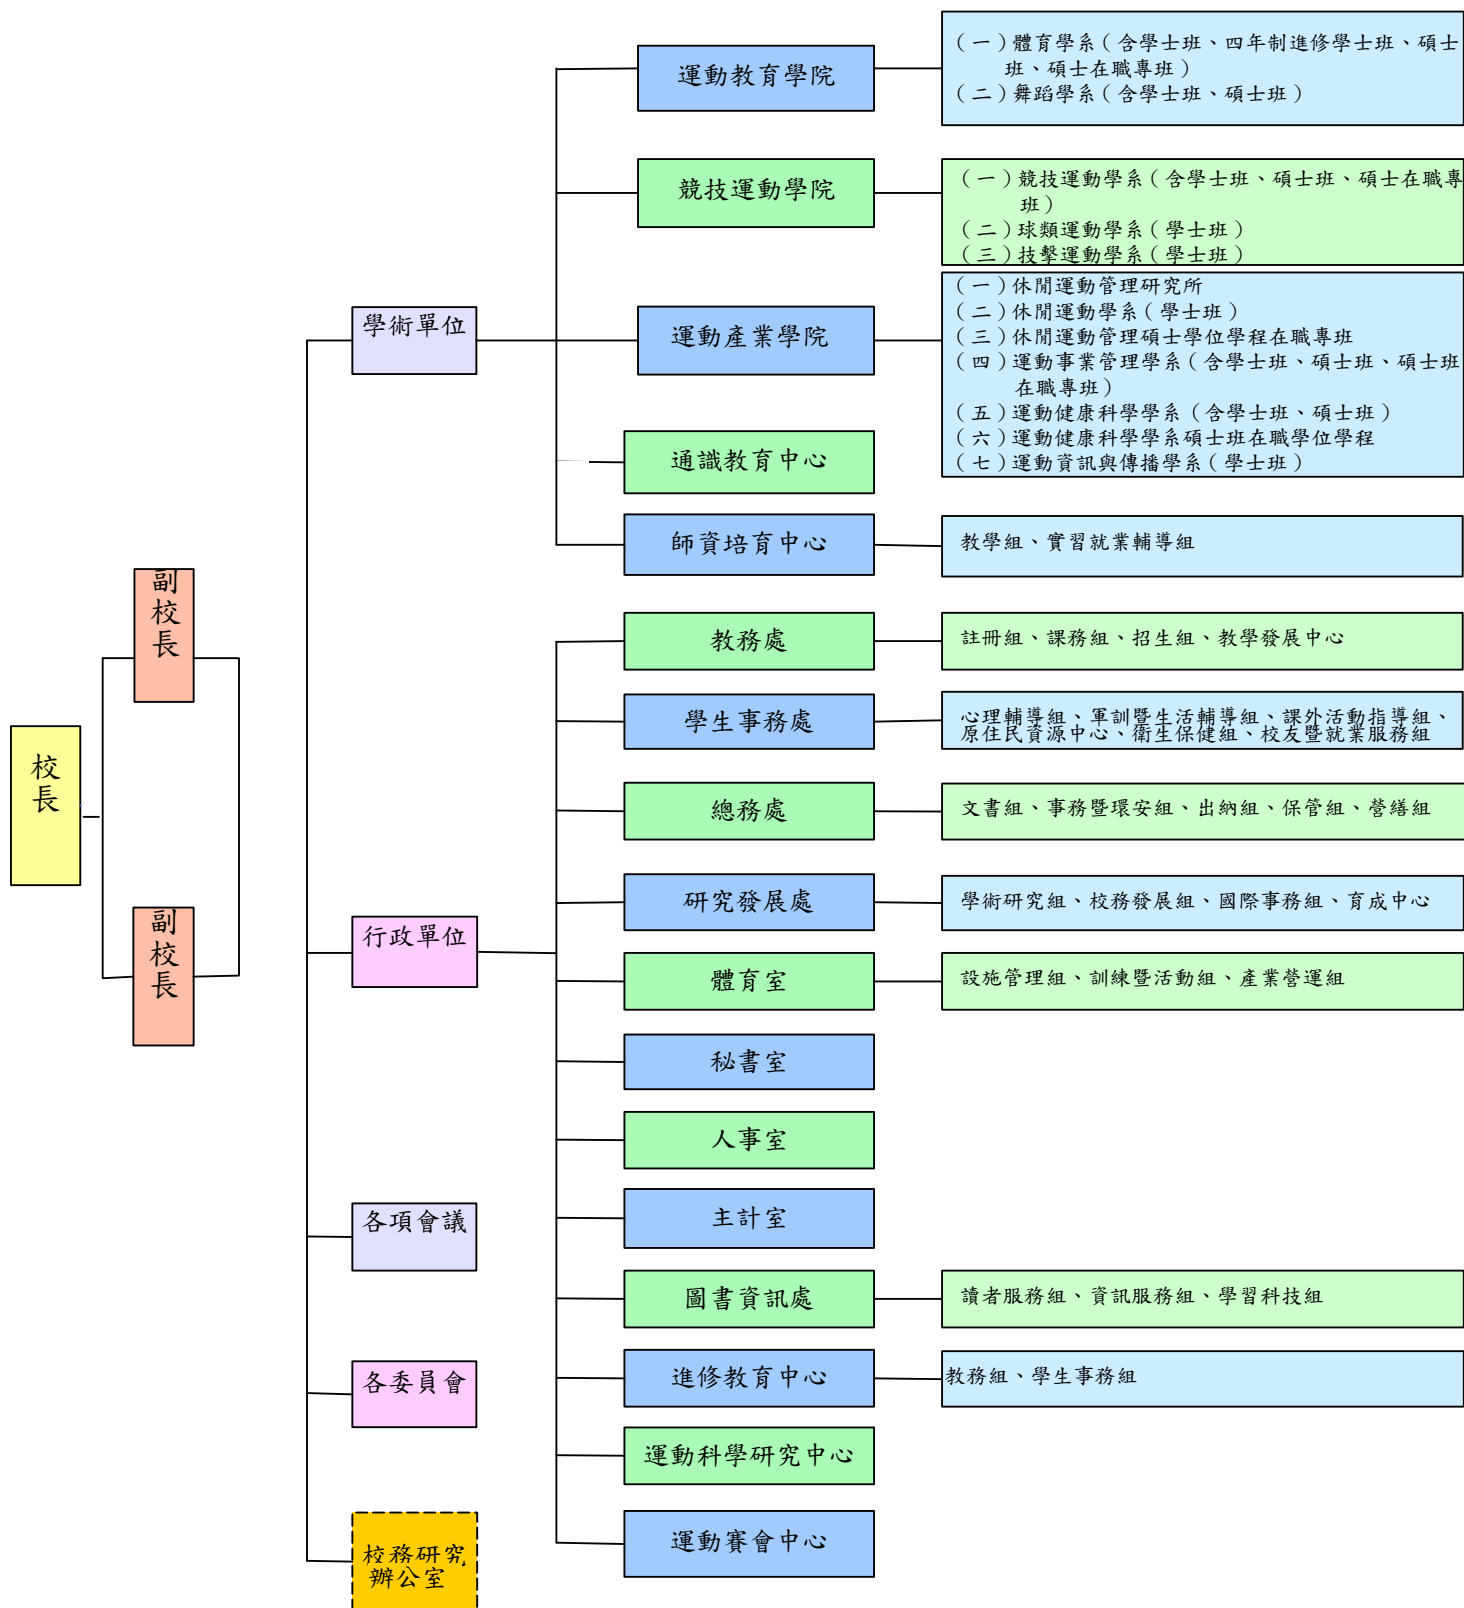 校長
副校長
副校長
學術單位
運動教育學院
（一）體育學系（含學士班、四年制進修學士班、碩士
班、碩士在職專班）
（二）舞蹈學系（含學士班、碩士班）
競技運動學院
（一）競技運動學系（含學士班、碩士班、碩士在職專
班）
（二）球類運動學系（學士班）
（三）技擊運動學系（學士班）
運動產業學院
（一）休閒運動管理研究所
（二）休閒運動學系（學士班）
（三）休閒運動管理碩士學位學程在職專班
（四）運動事業管理學系（含學士班、碩士班、碩士班
在職專班）
（五）運動健康科學學系（含學士班、碩士班）
（六）運動健康科學學系碩士班在職學位學程
（七）運動資訊與傳播學系（學士班）
通識教育中心
師資培育中心
教學組、實習就業輔導組
行政單位
教務處
註冊組、課務組、招生組、教學發展中心
學生事務處
心理輔導組、軍訓暨生活輔導組、課外活動指導組、
原住民資源中心、衛生保健組、校友暨就業服務組
總務處
文書組、事務暨環安組、出納組、保管組、營繕組
研究發展處
學術研究組、校務發展組、國際事務組、育成中心
體育室
設施管理組、訓練暨活動組、產業營運組
秘書室
人事室
主計室
圖書資訊處
讀者服務組、資訊服務組、學習科技組
進修教育中心
教務組、學生事務組
運動科學研究中心
運動賽會中心
各項會議
各委員會
校務研究
辦公室